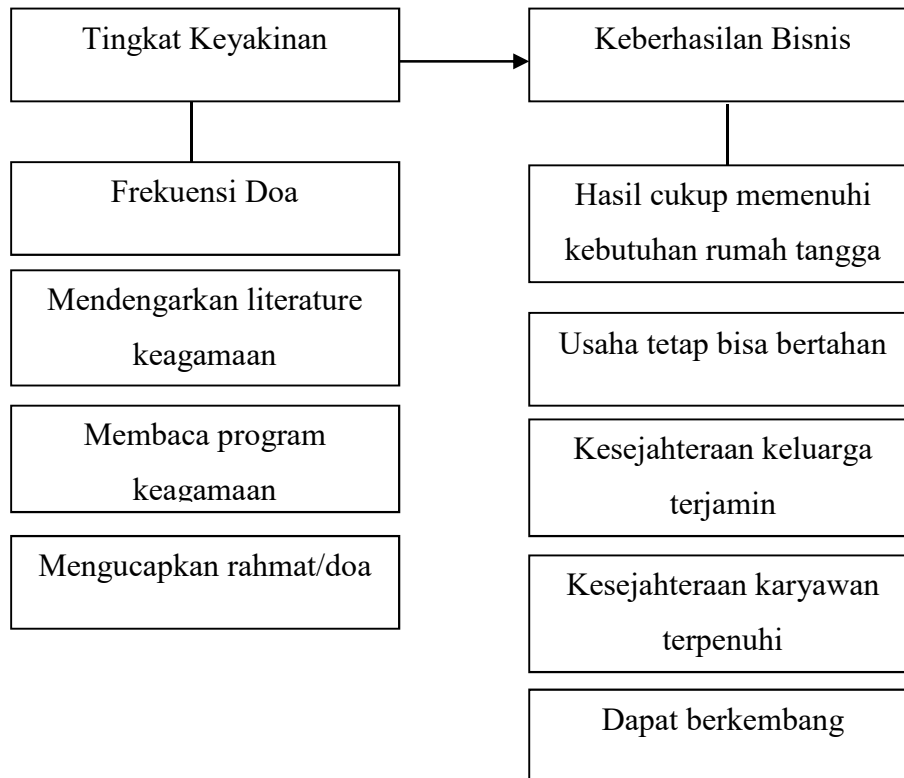 Tingkat Keyakinan
Frekuensi Doa
Mendengarkan literature
keagamaan
Membaca program
keagamaan
Mengucapkan rahmat/doa
Keberhasilan Bisnis
Hasil cukup memenuhi
kebutuhan rumah tangga
Usaha tetap bisa bertahan
Kesejahteraan keluarga
terjamin
Kesejahteraan karyawan
terpenuhi
Dapat berkembang